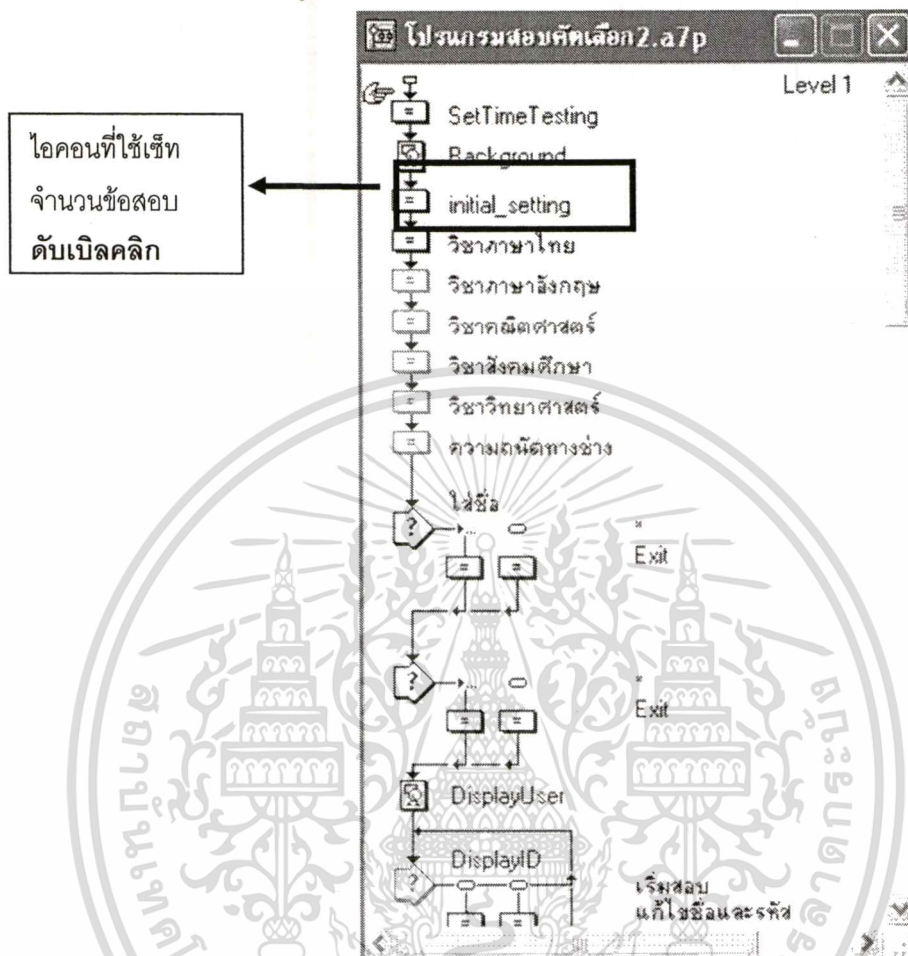 โปรแกรมสอบคัดเลือก2.a7p
Level 1
ไอคอนที่ใช้เซ็ท
จำนวนข้อสอบ
ดับเบิลคลิก
SetTimeTesting
Background
initial_setting
วิชาภาษาไทย
วิชาภาษาอังกฤษ
วิชาคณิตศาสตร์
วิชาสังคมศึกษา
วิชาวิทยาศาสตร์
ความถนัดทางช่าง
ใส่ชื่อ
*
Exit
*
Exit
DisplayUser
DisplayID
เริ่มสอบ
แก้ไขชื่อและรหัส